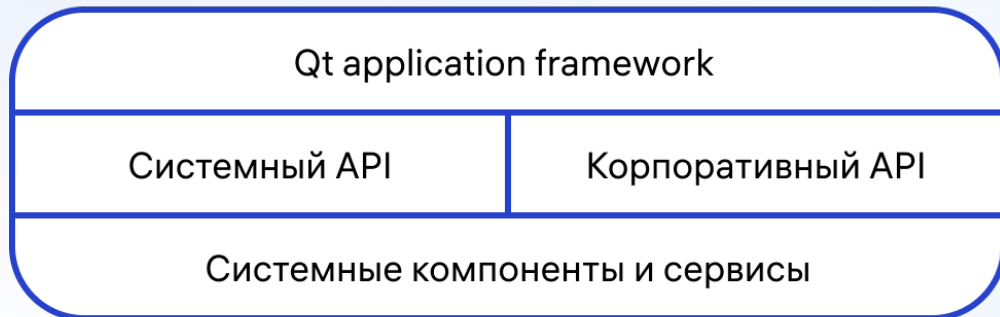 Qt application framework
Системный API
Корпоративный API
Системные компоненты и сервисы